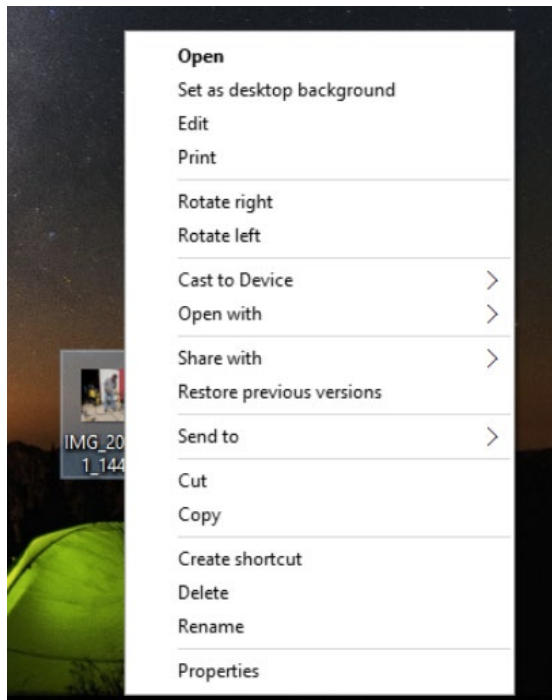 Open
Set as desktop background
Edit
Print
Rotate right
Rotate left
Cast to Device
Open with
Share with
Restore previous versions
Send to
Cut
Copy
Create shortcut
Delete
Rename
Properties
IMG_20
1_144